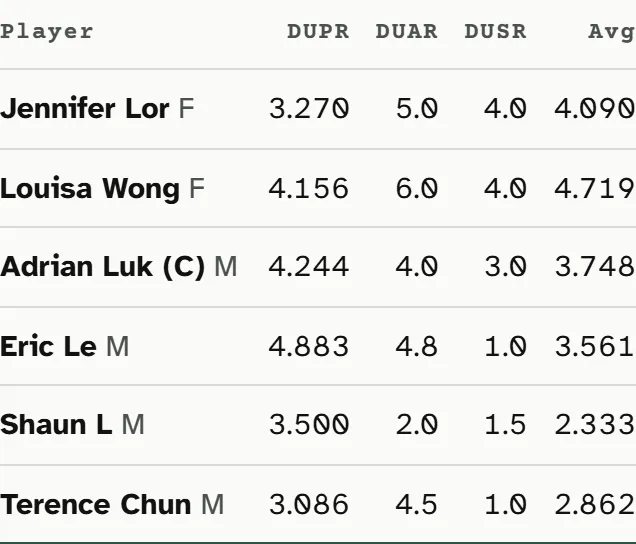 Player DUPR DUAR DUSR Avg
Jennifer Lor F 3.270 5.0 4.0 4.090
Louisa Wong F 4.156 6.0 4.0 4.719
Adrian Luk (C) M 4.244 4.0 3.0 3.748
Eric Le M 4.883 4.8 1.0 3.561
Shaun L M 3.500 2.0 1.5 2.333
Terence Chun M 3.086 4.5 1.0 2.862